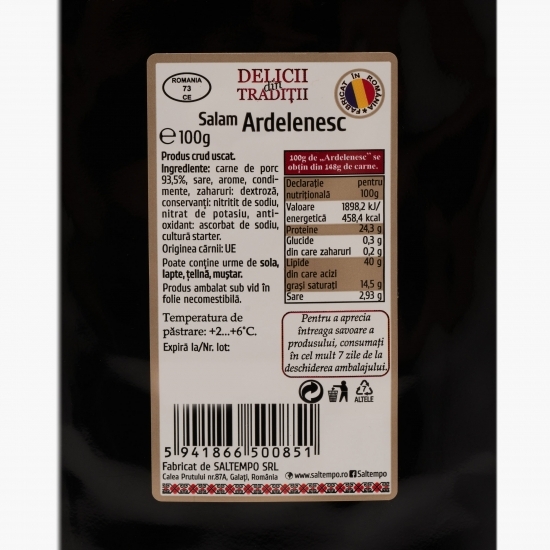 ROMANIA
73
CE
DELICII
din
TRADIȚII
FABRICAT ÎN ROMÂNIA
Salam Ardelenesc
℮100g
Produs crud uscat.
Ingrediente: carne de porc
93,5%, sare, arome, condi-
mente, zaharuri: dextroză,
conservanți: nitritit de sodiu,
nitrat de potasiu, anti-
oxidant: ascorbat de sodiu,
cultură starter.
Originea cărnii: UE
Poate conține urme de soia,
lapte, țelină, muștar.
Produs ambalat sub vid în
folie necomestibilă.
Temperatura de
păstrare: +2...+6°C.
Expiră la/Nr. lot:
100g de „Ardelenesc” se
obțin din 148g de carne.
Declarație pentru
nutrițională 100g
Valoare 1898,2 kJ/
energetică 458,4 kcal
Proteine 24,3 g
Glucide 0,3 g
din care zaharuri 0,2 g
Lipide 40 g
din care acizi
grași saturați 14,5 g
Sare 2,93 g
Pentru a aprecia
întreaga savoare a
produsului, consumați
în cel mult 7 zile de la
deschiderea ambalajului.
7
ALTELE
5 941866 500851
Fabricat de SALTEMPO SRL
Calea Prutului nr.87A, Galați, România
www.saltempo.ro Saltempo